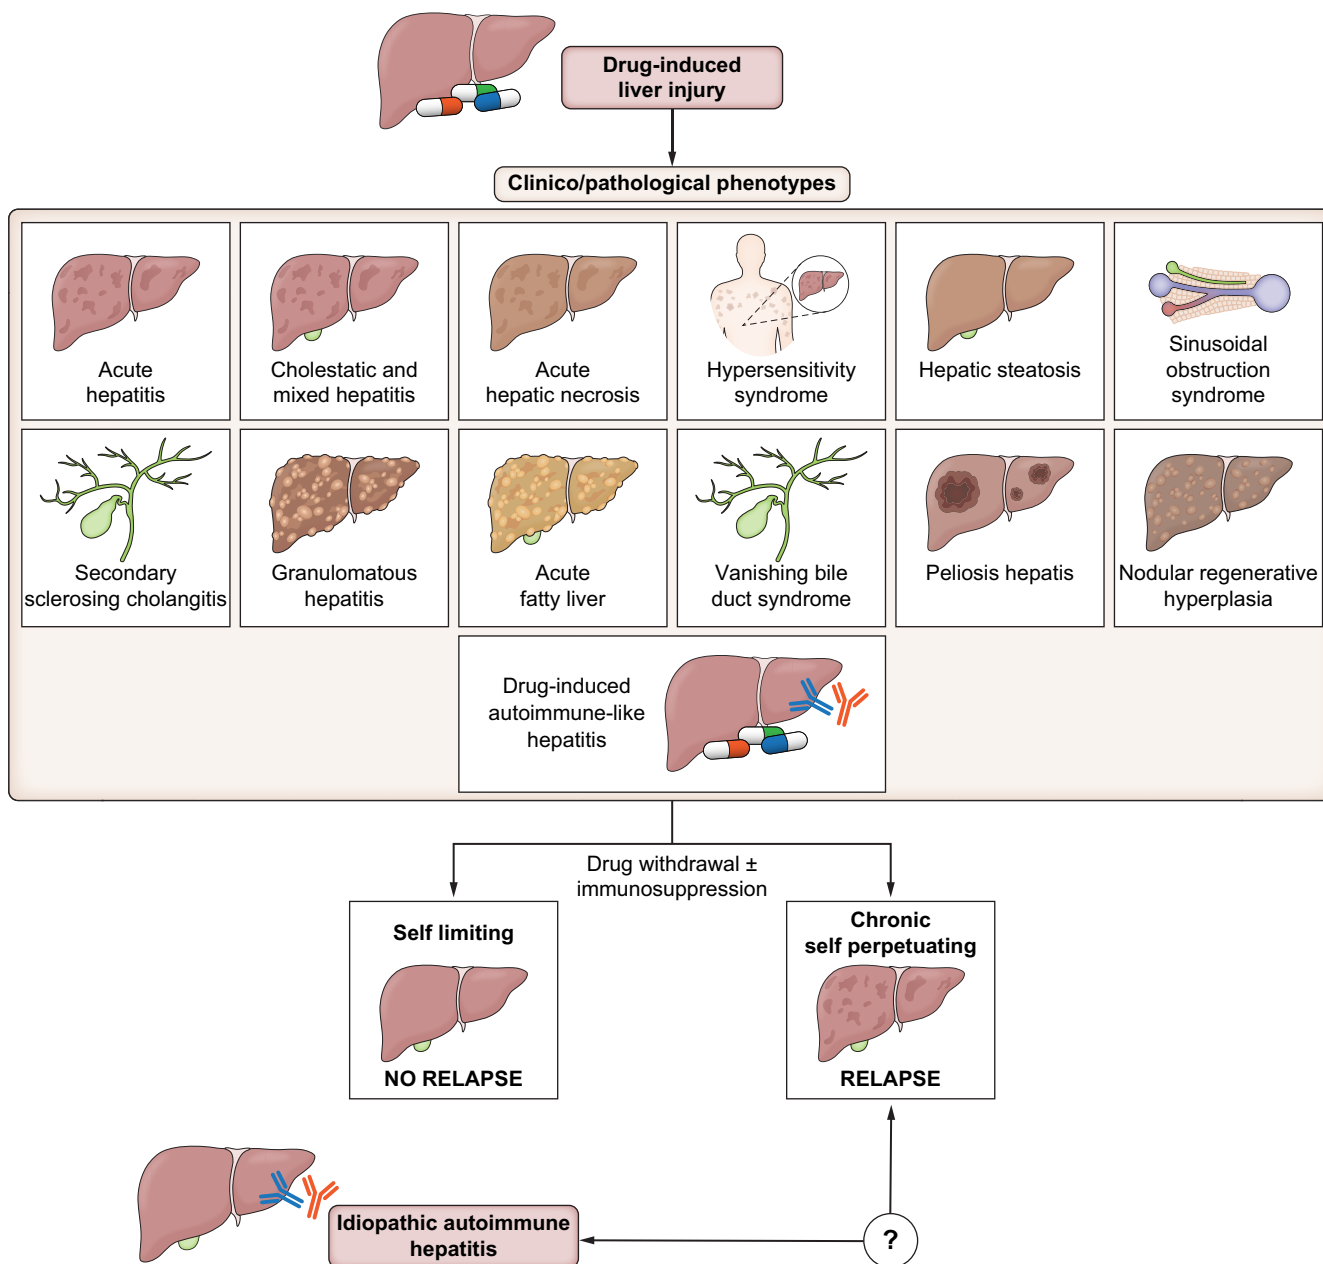 Drug-induced
liver injury
Clinico/pathological phenotypes
Acute
hepatitis
Cholestatic and
mixed hepatitis
Acute
hepatic necrosis
Hypersensitivity
syndrome
Hepatic steatosis
Sinusoidal
obstruction
syndrome
Secondary
sclerosing cholangitis
Granulomatous
hepatitis
Acute
fatty liver
Vanishing bile
duct syndrome
Peliosis hepatis
Nodular regenerative
hyperplasia
Drug-induced
autoimmune-like
hepatitis
Drug withdrawal ±
immunosuppression
Self limiting
NO RELAPSE
Chronic
self perpetuating
RELAPSE
Idiopathic autoimmune
hepatitis
?